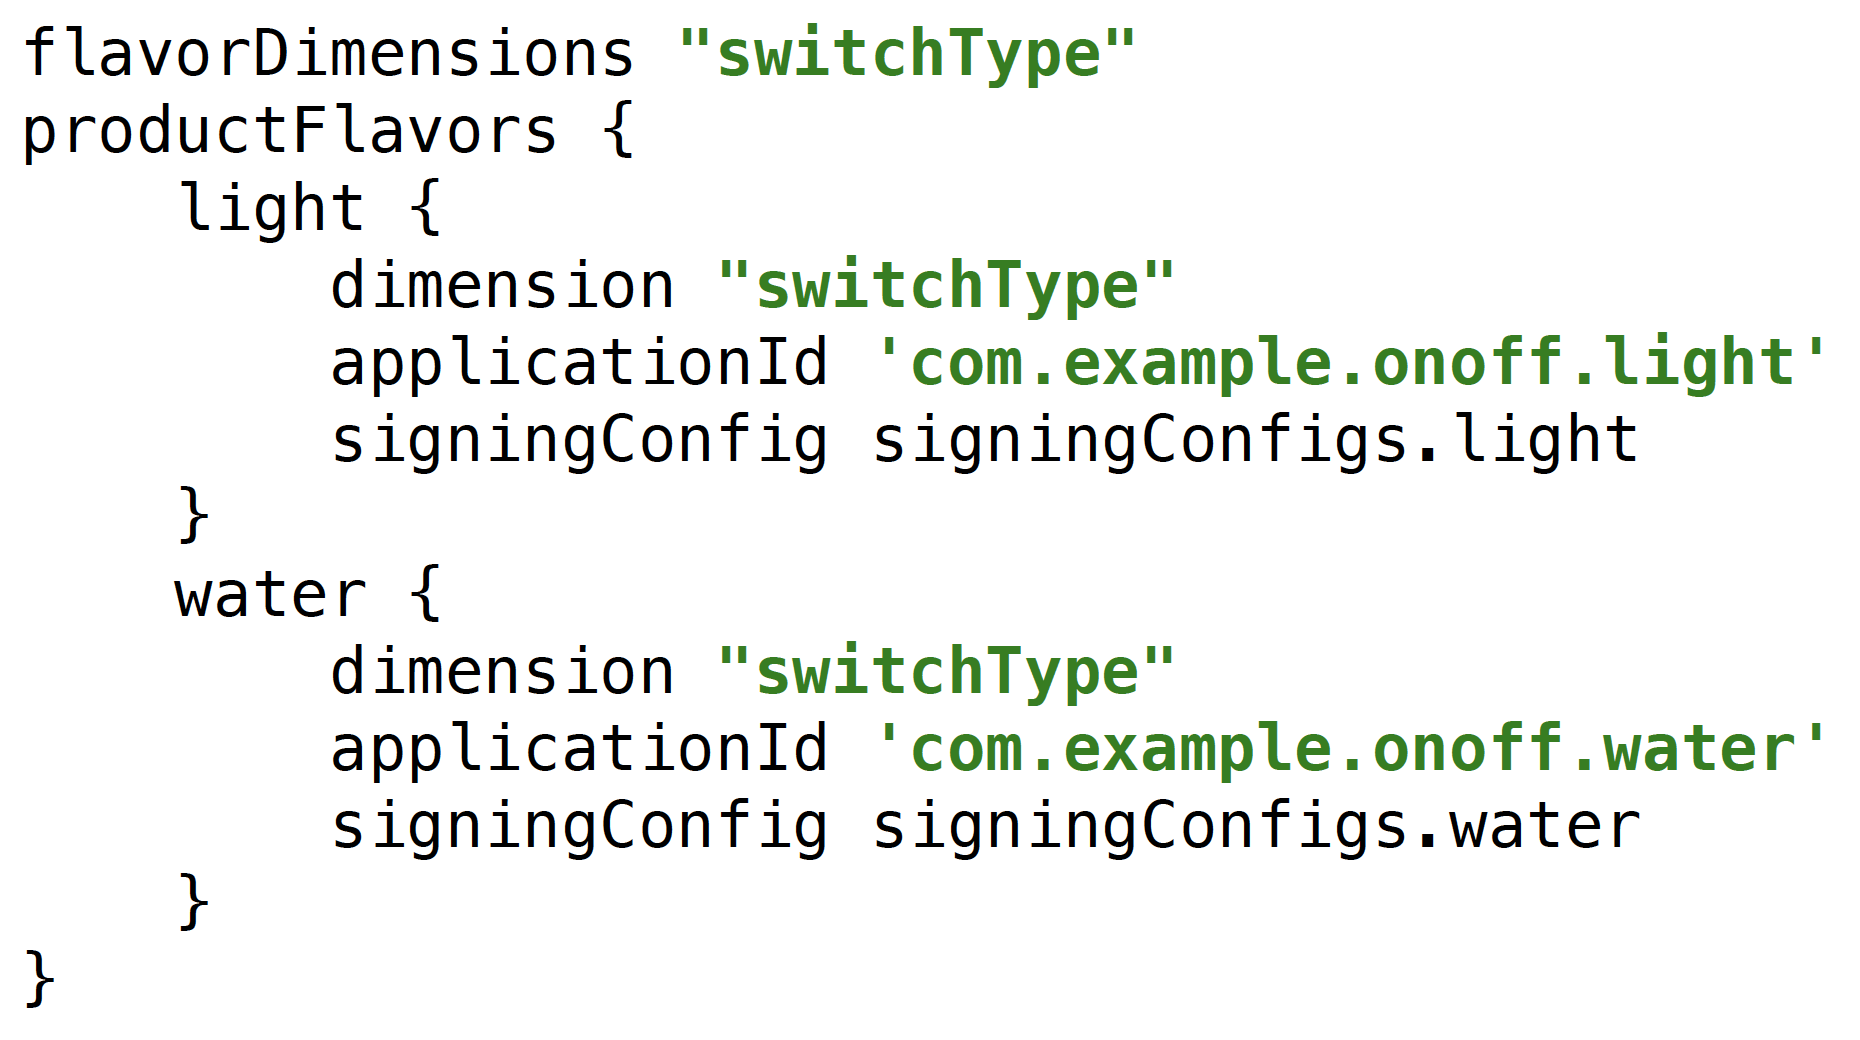 flavorDimensions "switchType"
productFlavors {
    light {
        dimension "switchType"
        applicationId 'com.example.onoff.light'
        signingConfig signingConfigs.light
    }
    water {
        dimension "switchType"
        applicationId 'com.example.onoff.water'
        signingConfig signingConfigs.water
    }
}